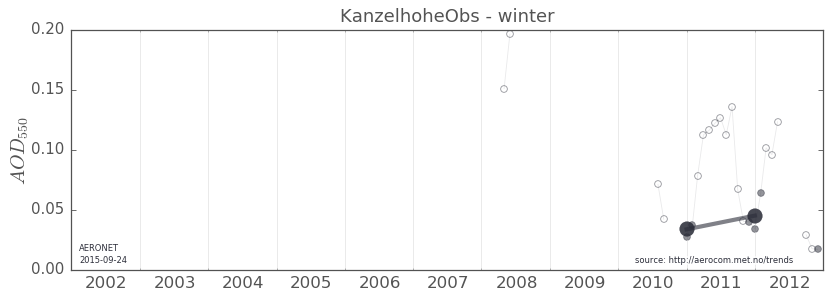 KanzelhoheObs - winter
0.20
0.15
0.10
0.05
0.00
AOD550
AERONET
2015-09-24
source: http://aerocom.met.no/trends
2002 2003 2004 2005 2006 2007 2008 2009 2010 2011 2012